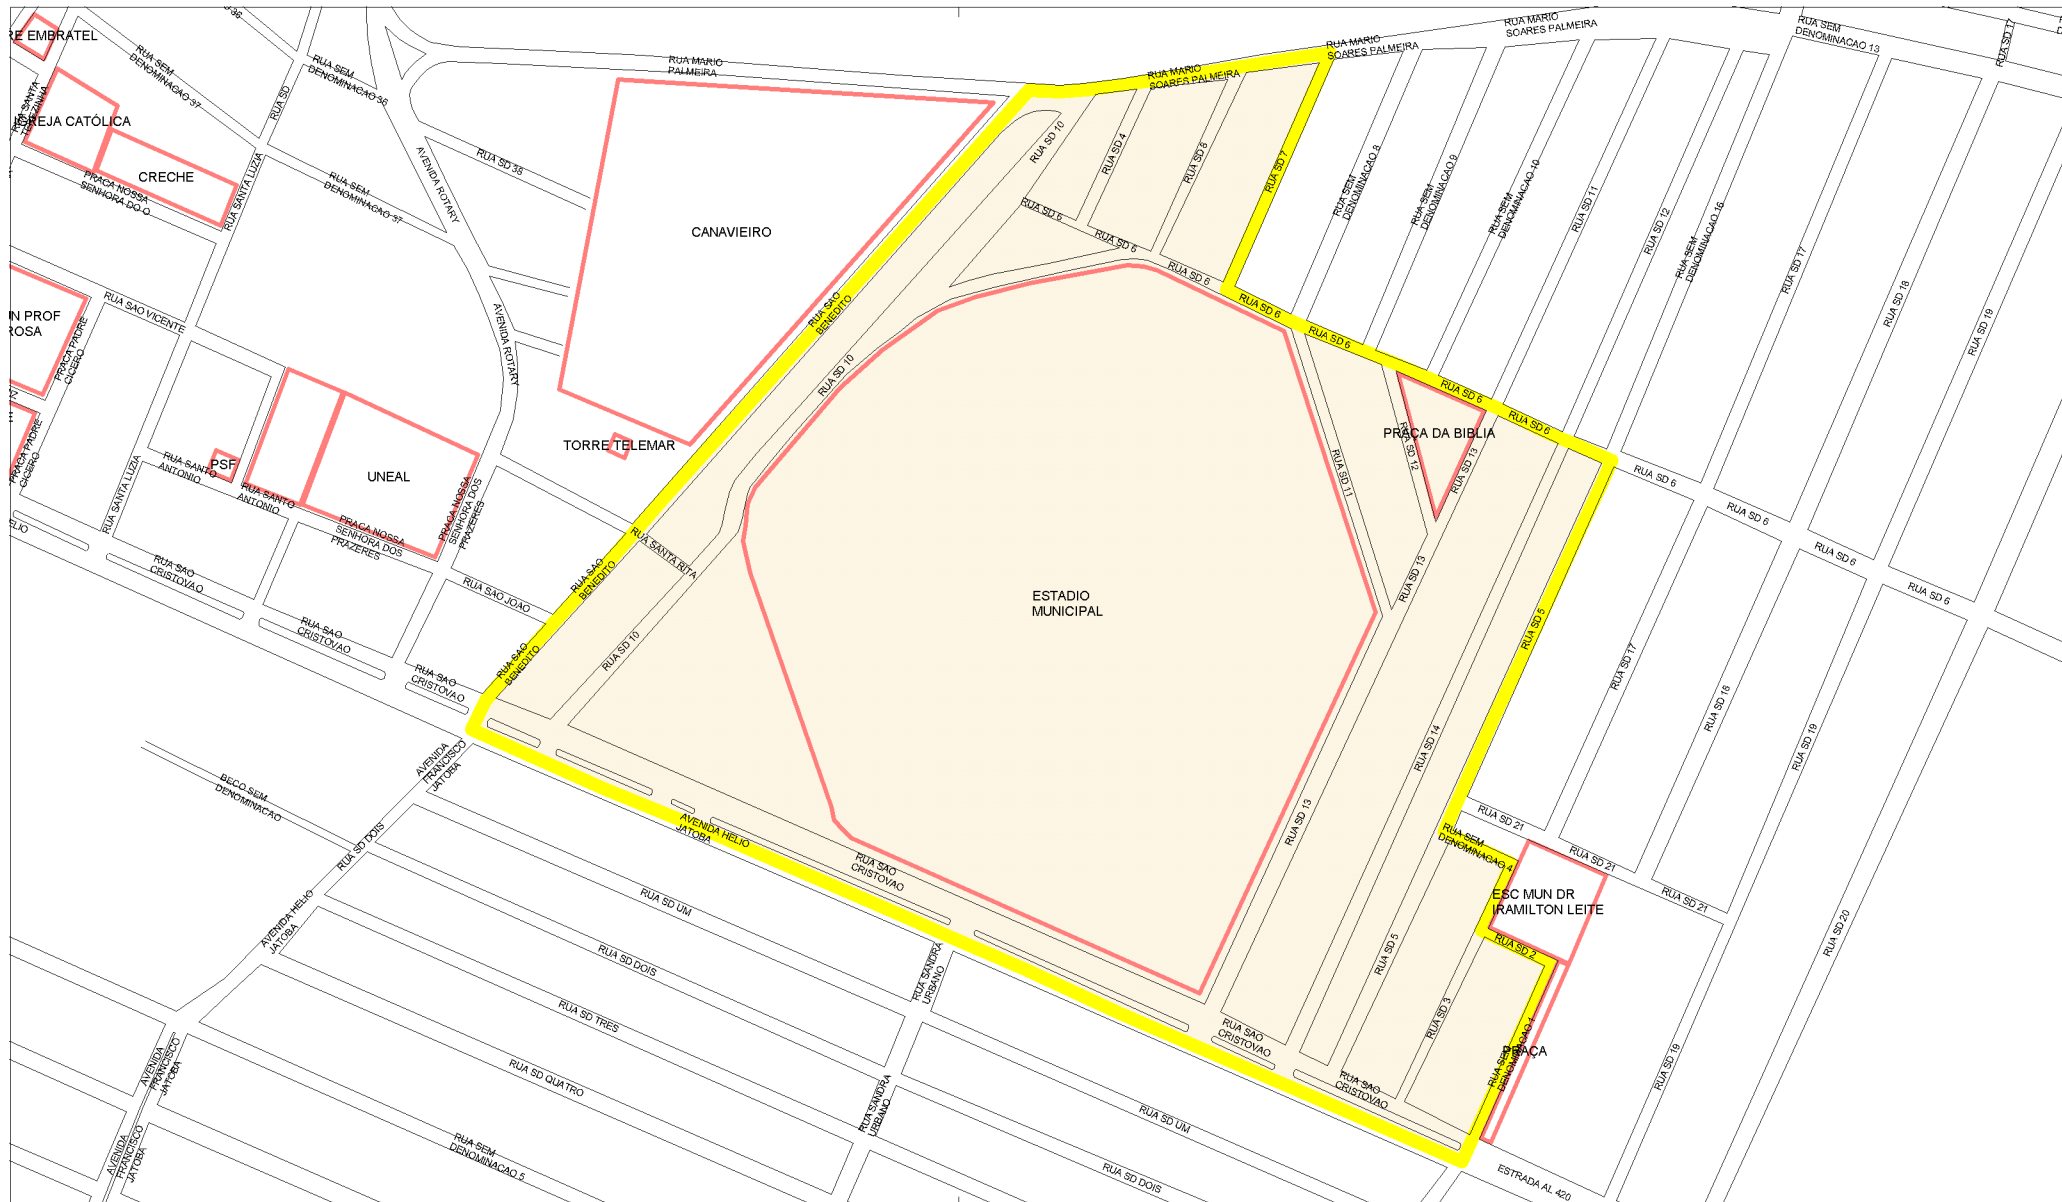 RE EMBRATEL
RUA SEM
DENOMINACAO 37
RUA SD
RUA SEM
DENOMINACAO 36
RUA MARIO
PALMEIRA
RUA MARIO
SOARES PALMEIRA
RUA MARIO
SOARES PALMEIRA
RUA MARIO
SOARES PALMEIRA
RUA SEM
DENOMINACAO 13
RUA SD 17
RUA SANTA
TEREZINHA
IGREJA CATÓLICA
CRECHE
PRACA NOSSA
SENHORA DO O
RUA SANTA LUZIA
RUA SEM
DENOMINACAO 37
AVENIDA ROTARY
RUA SD 38
CANAVIEIRO
RUA SD 10
RUA SD 4
RUA SD 8
RUA SD 7
RUA SEM
DENOMINACAO 8
RUA SEM
DENOMINACAO 9
RUA SEM
DENOMINACAO 10
RUA SD 11
RUA SD 12
RUA SEM
DENOMINACAO 16
RUA SD 17
RUA SD 18
RUA SD 19
RUA SD 6
RUA SD 6
RUA SD 6
RUA SD 6
RUA SD 6
RUA SD 6
RUA SD 6
RUA SD 6
RUA SD 6
RUA SD 6
RUA SD 6
UN PROF
ROSA
RUA SAO VICENTE
PRACA PADRE
CICERO
AVENIDA ROTARY
RUA SAO
BENEDITO
RUA SD 10
TORRE TELEMAR
PRACA PADRE
CICERO
RUA SANTA LUZIA
RUA SANTO
ANTONIO
PSF
RUA SANTO
ANTONIO
UNEAL
PRACA NOSSA
SENHORA DOS
PRAZERES
PRACA NOSSA
SENHORA DOS
PRAZERES
RUA SANTA RITA
RUA SD 11
RUA SD 12
PRAÇA DA BIBLIA
RUA SD 13
ELIO
RUA SAO
CRISTOVAO
RUA SAO JOAO
RUA SAO
BENEDITO
RUA SAO
CRISTOVAO
RUA SD 10
RUA SAO
BENEDITO
RUA SAO
CRISTOVAO
ESTADIO
MUNICIPAL
RUA SD 13
RUA SD 5
RUA SD 17
RUA SD 18
RUA SD 19
RUA SD 14
AVENIDA
FRANCISCO
JATOBA
BECO SEM
DENOMINACAO
RUA SD DOIS
AVENIDA HELIO
JATOBA
RUA SAO
CRISTOVAO
RUA SD 13
RUA SEM
DENOMINACAO 4
RUA SD 21
RUA SD 21
RUA SD 21
ESC MUN DR
IRAMILTON LEITE
RUA SD 20
AVENIDA HELIO
JATOBA
RUA SD UM
RUA SD DOIS
RUA SANDRA
URBANO
RUA SD 5
RUA SD 2
RUA SD 3
RUA SD TRES
RUA SD QUATRO
RUA SAO
CRISTOVAO
RUA SEM
DENOMINACAO 1
PRAÇA
RUA SD 19
AVENIDA
FRANCISCO
JATOBA
RUA SANDRA
URBANO
RUA SD UM
RUA SAO
CRISTOVAO
AVENIDA
FRANCISCO
JATOBA
RUA SEM
DENOMINACAO 5
RUA SD DOIS
ESTRADA AL 420